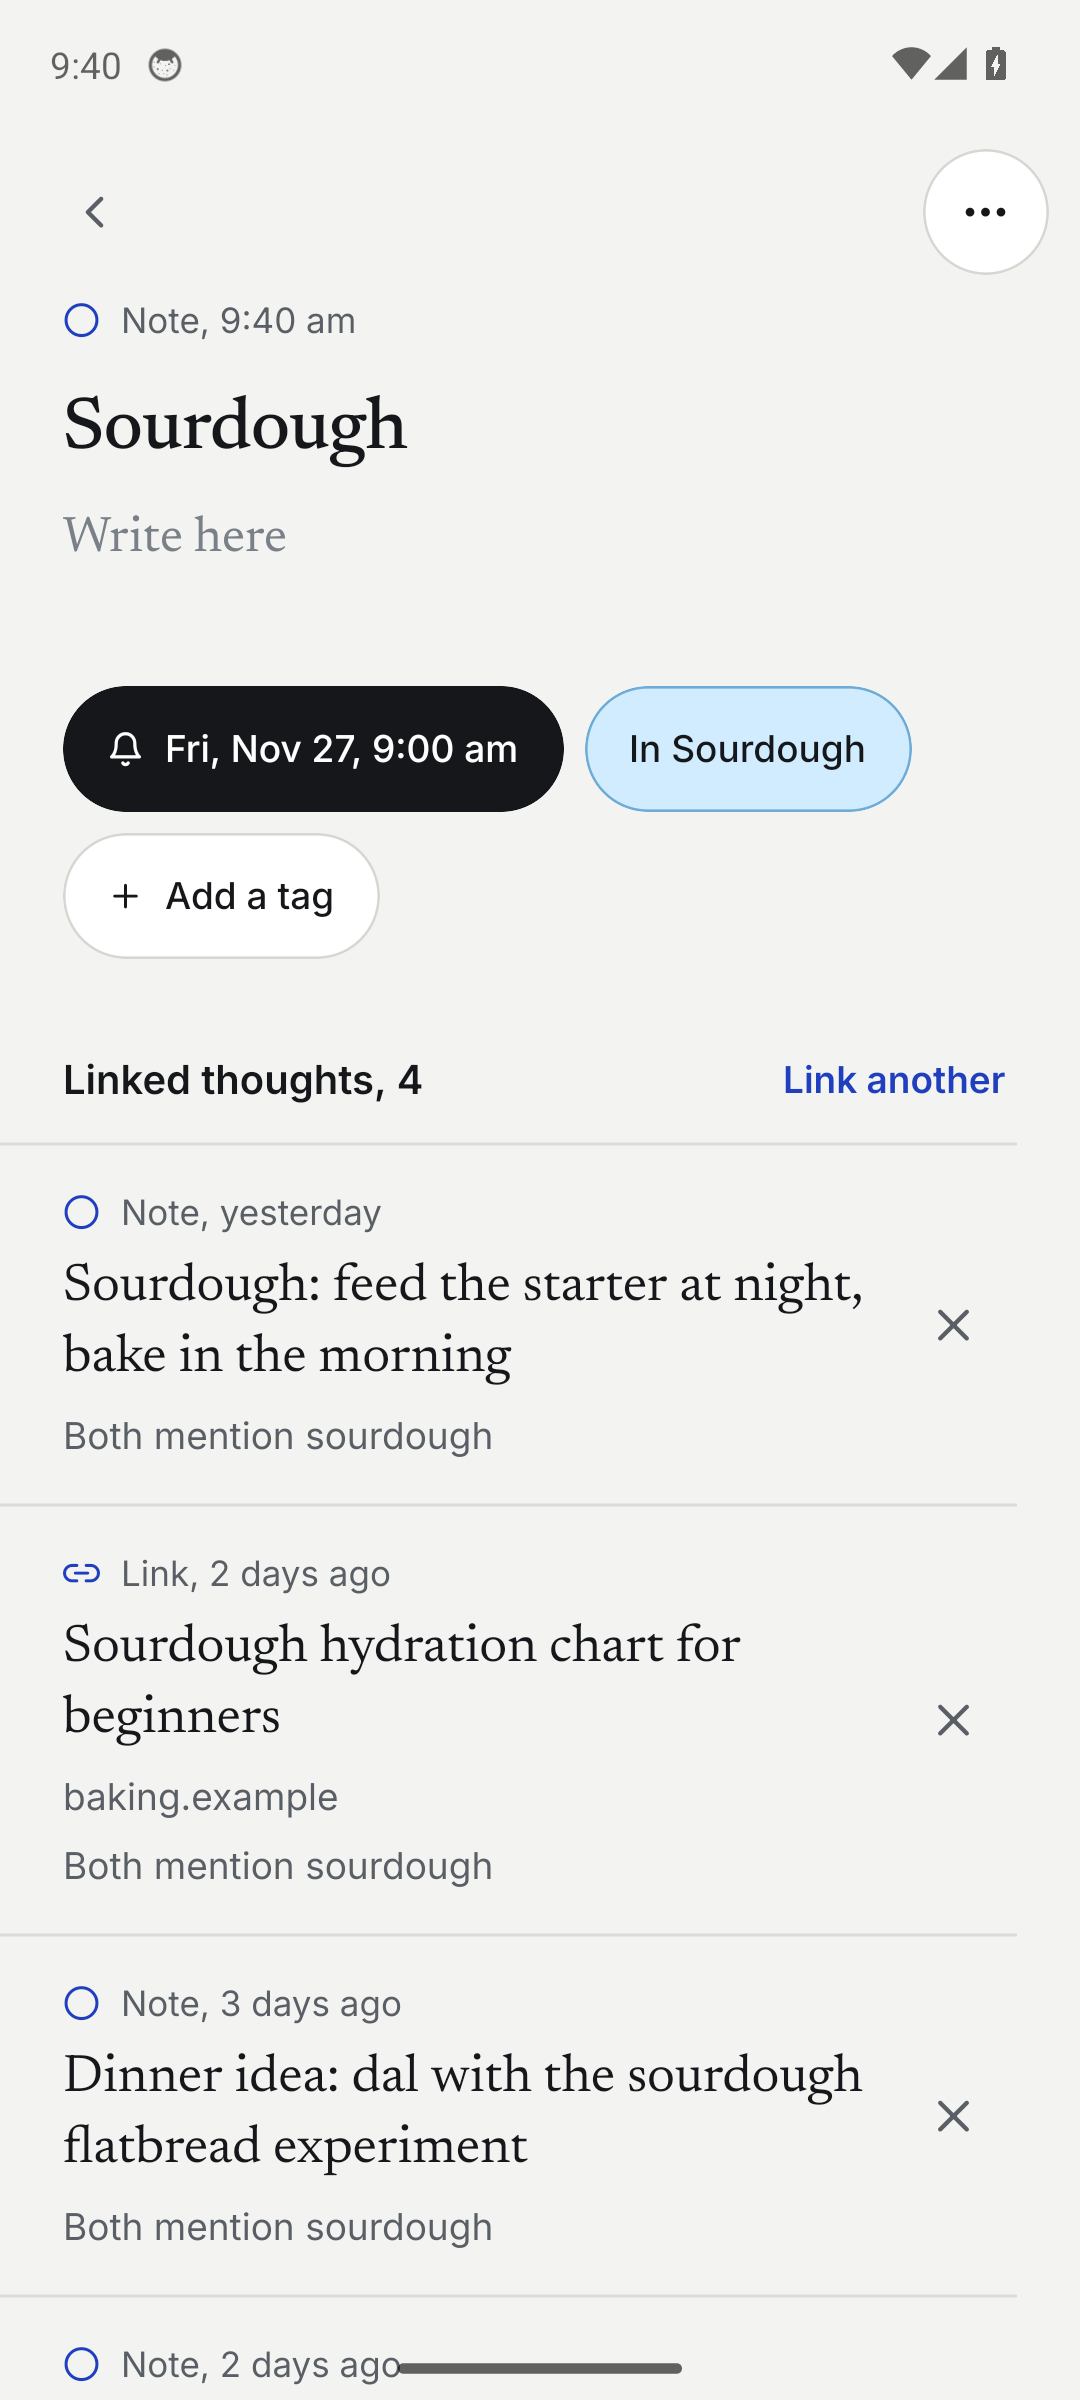 9:40
Note, 9:40 am
Sourdough
Write here
Fri, Nov 27, 9:00 am
In Sourdough
Add a tag
Linked thoughts, 4
Link another
Note, yesterday
Sourdough: feed the starter at night,
bake in the morning
Both mention sourdough
Link, 2 days ago
Sourdough hydration chart for
beginners
baking.example
Both mention sourdough
Note, 3 days ago
Dinner idea: dal with the sourdough
flatbread experiment
Both mention sourdough
Note, 2 days ago